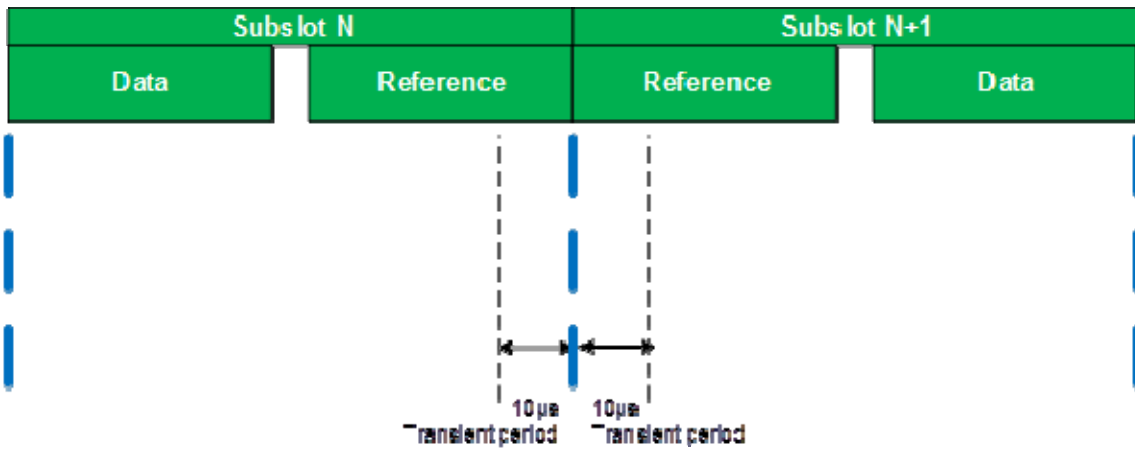 Subslot N Subslot N+1
Data Reference Reference Data
10µs 10µs
Transient period Transient period